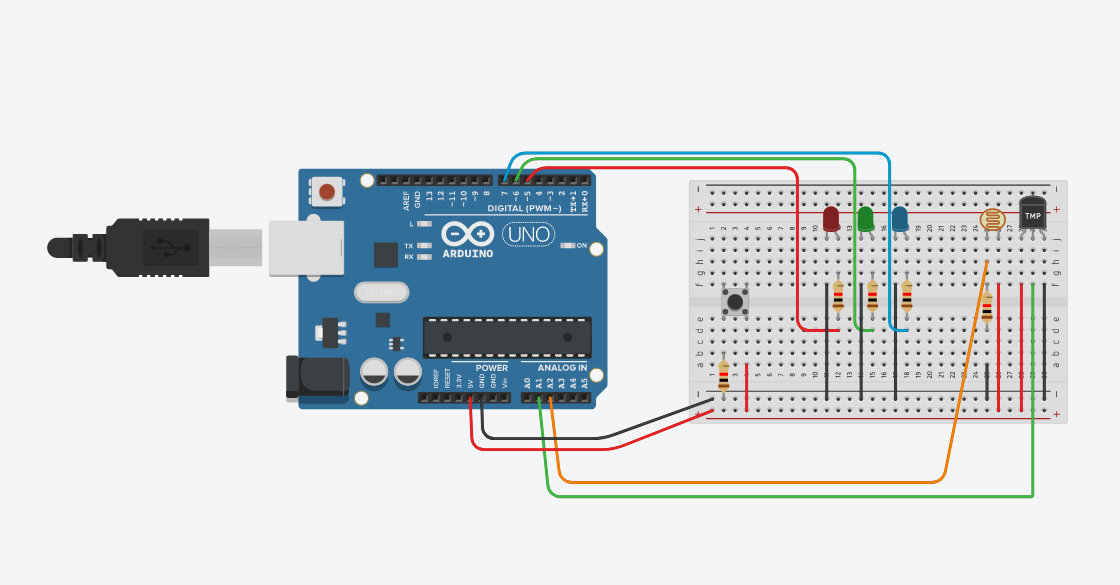 AREF
GND
13
12
~11
~10
~9
8
7
~6
~5
4
~3
2
TX→1
RX←0
DIGITAL (PWM~)
L
TX
RX
UNO
ON
ARDUINO
TMP
POWER
ANALOG IN
IOREF
RESET
3.3V
5V
GND
GND
Vin
A0
A1
A2
A3
A4
A5